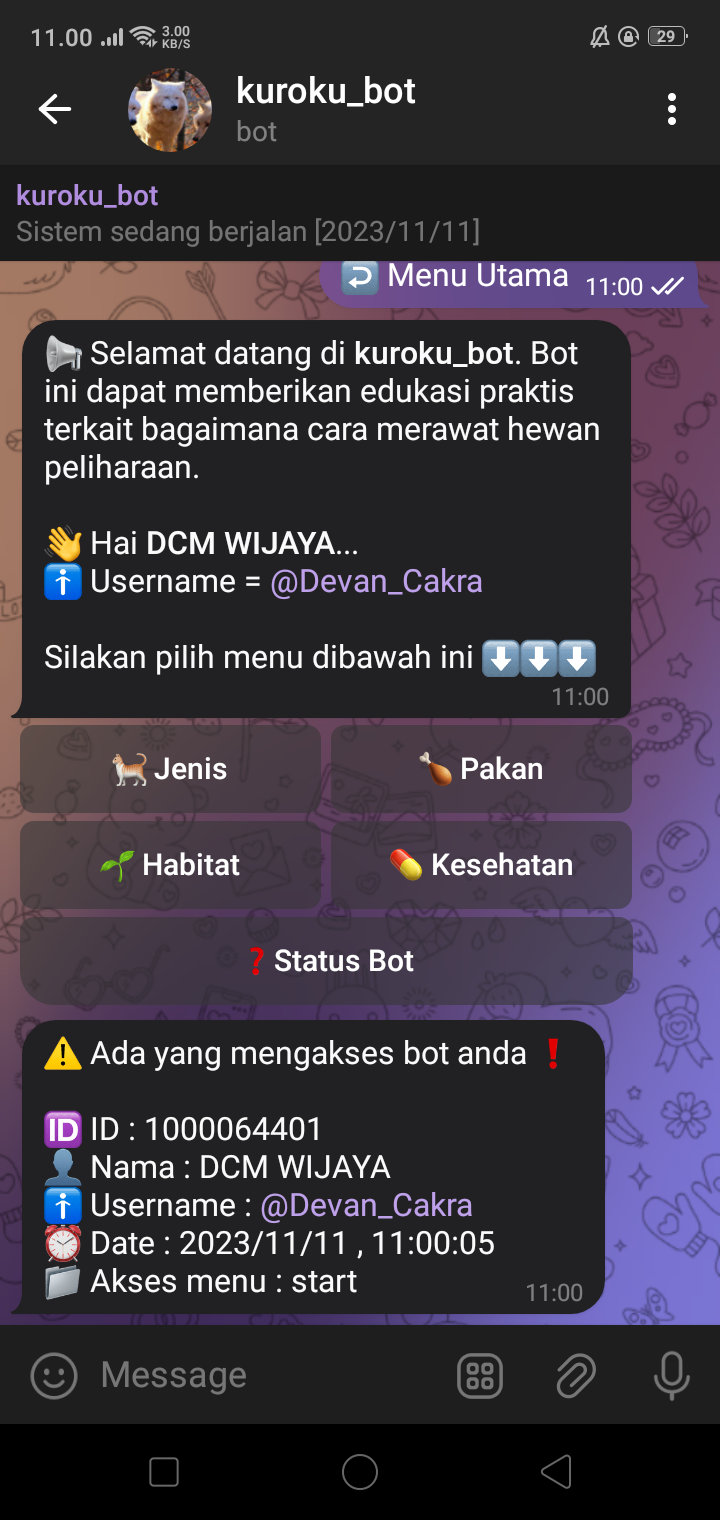 11.00 3.00 KB/S 29
kuroku_bot
bot
kuroku_bot
Sistem sedang berjalan [2023/11/11]
Menu Utama 11:00
Selamat datang di kuroku_bot. Bot
ini dapat memberikan edukasi praktis
terkait bagaimana cara merawat hewan
peliharaan.
👋 Hai DCM WIJAYA...
Username = @Devan_Cakra
Silakan pilih menu dibawah ini ⬇️⬇️⬇️
11:00
Jenis
Pakan
Habitat
Kesehatan
❓ Status Bot
⚠️ Ada yang mengakses bot anda ❗
🆔 ID : 1000064401
Nama : DCM WIJAYA
Username : @Devan_Cakra
Date : 2023/11/11 , 11:00:05
Akses menu : start
11:00
Message